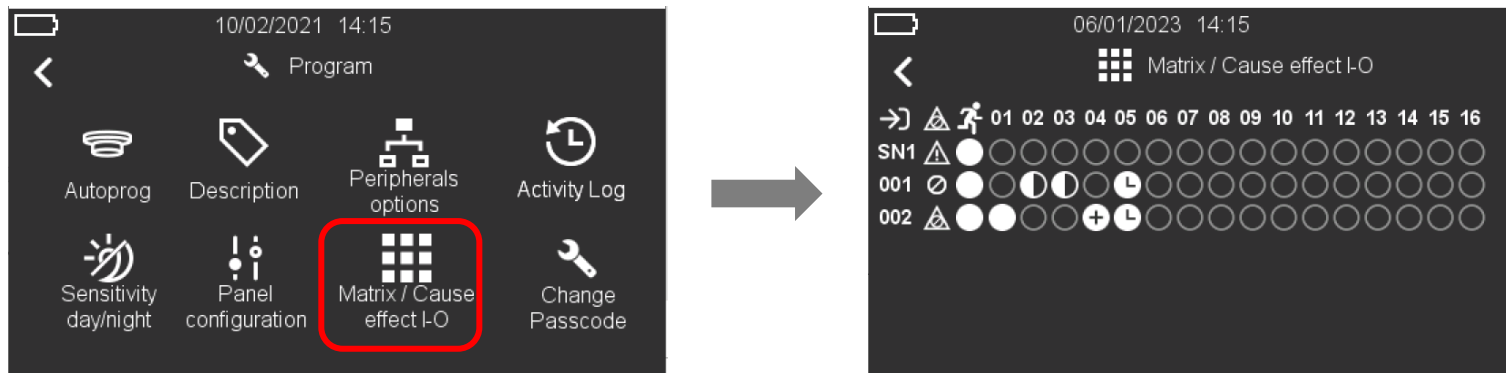 10/02/2021 14:15
Program
Autoprog
Description
Peripherals
options
Activity Log
Sensitivity
day/night
Panel
configuration
Matrix / Cause
effect I-O
Change
Passcode
06/01/2023 14:15
Matrix / Cause effect I-O
01 02 03 04 05 06 07 08 09 10 11 12 13 14 15 16
SN1
001
002